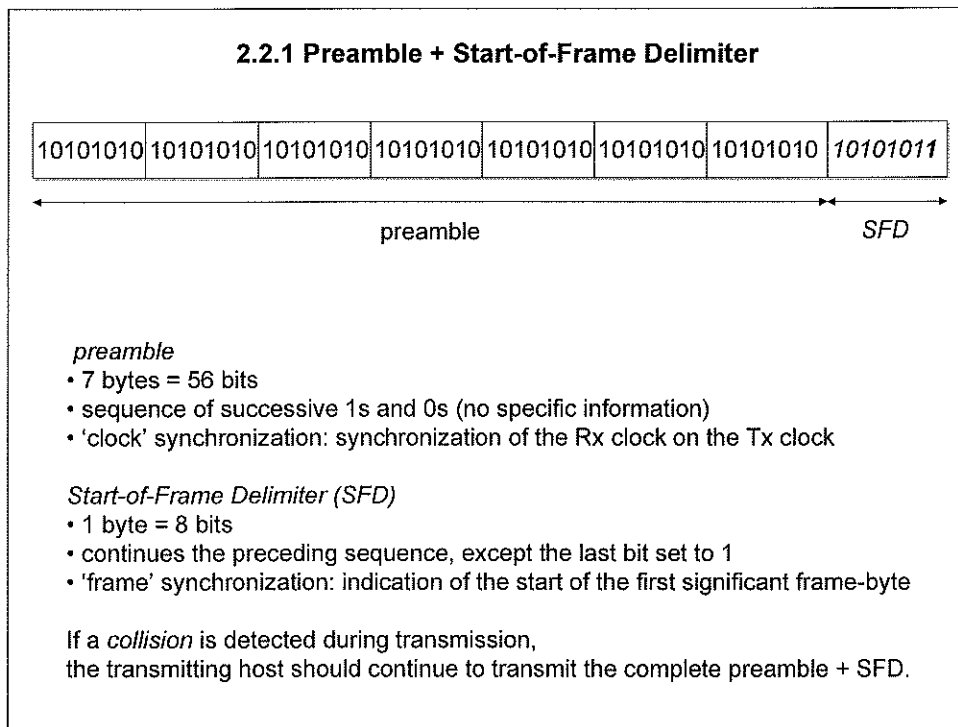 2.2.1 Preamble + Start-of-Frame Delimiter
10101010 10101010 10101010 10101010 10101010 10101010 10101010 10101011
preamble SFD
preamble
• 7 bytes = 56 bits
• sequence of successive 1s and 0s (no specific information)
• 'clock' synchronization: synchronization of the Rx clock on the Tx clock
Start-of-Frame Delimiter (SFD)
• 1 byte = 8 bits
• continues the preceding sequence, except the last bit set to 1
• 'frame' synchronization: indication of the start of the first significant frame-byte
If a collision is detected during transmission,
the transmitting host should continue to transmit the complete preamble + SFD.